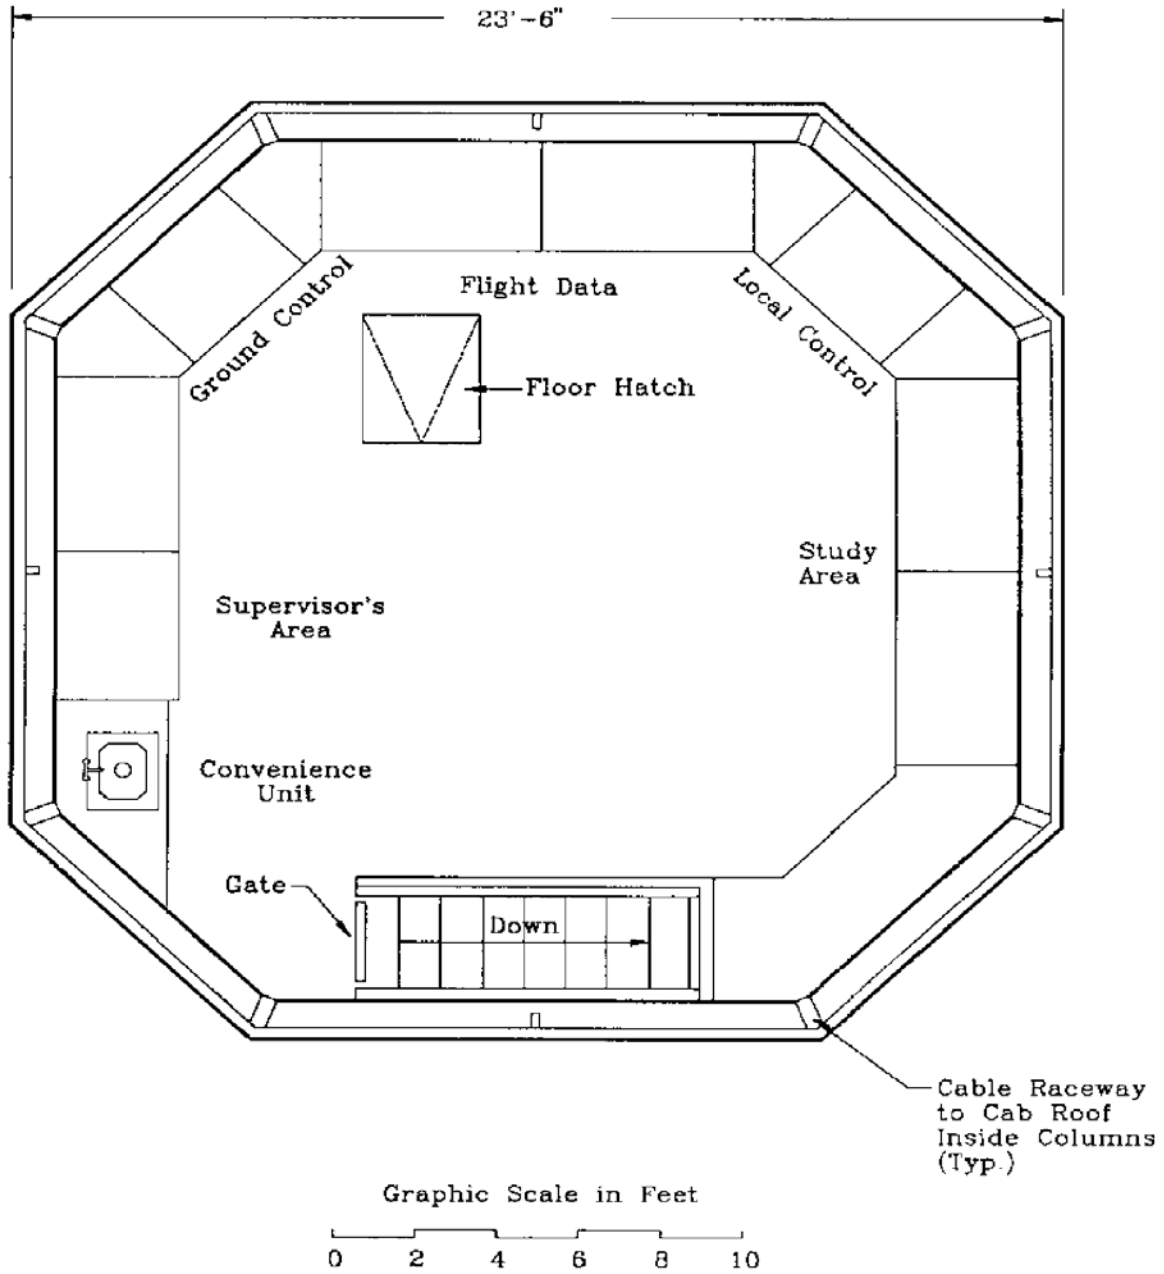 23'-6"
Flight Data
Ground Control
Local Control
Floor Hatch
Study
Area
Supervisor's
Area
Convenience
Unit
Gate
Down
Cable Raceway
to Cab Roof
Inside Columns
(Typ.)
Graphic Scale in Feet
0 2 4 6 8 10